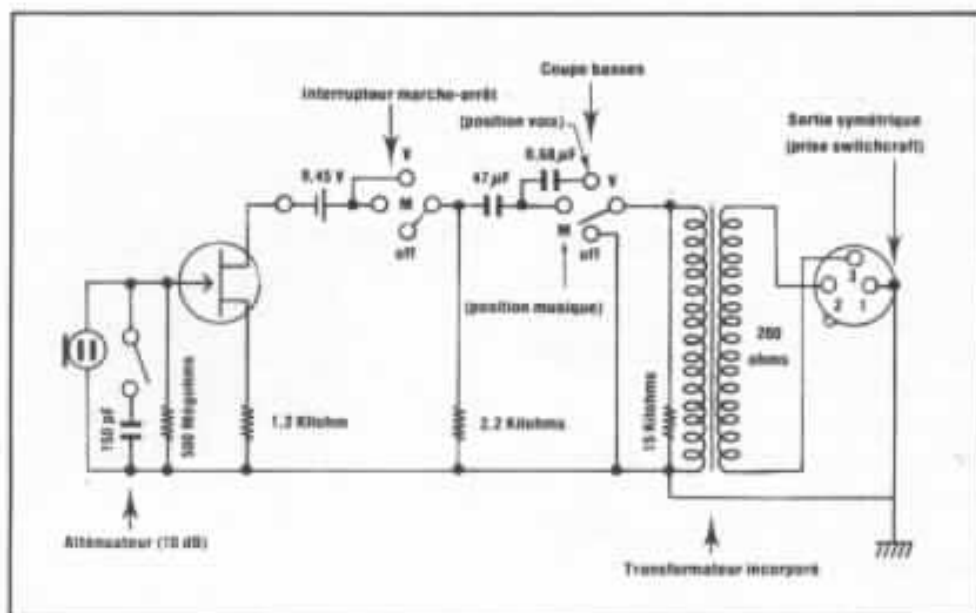 Coupe basses
interrupteur marche-arrêt
(position voix)
Sortie symétrique
(prise switchcraft)
V
0,68 µF
9,45 V
47 µF
V
M
M
off
off
3
2
1
(position musique)
200
ohms
150 pF
500 Mégohms
1,2 Kilohm
2,2 Kilohms
15 Kilohms
Atténuateur (10 dB)
Transformateur incorporé